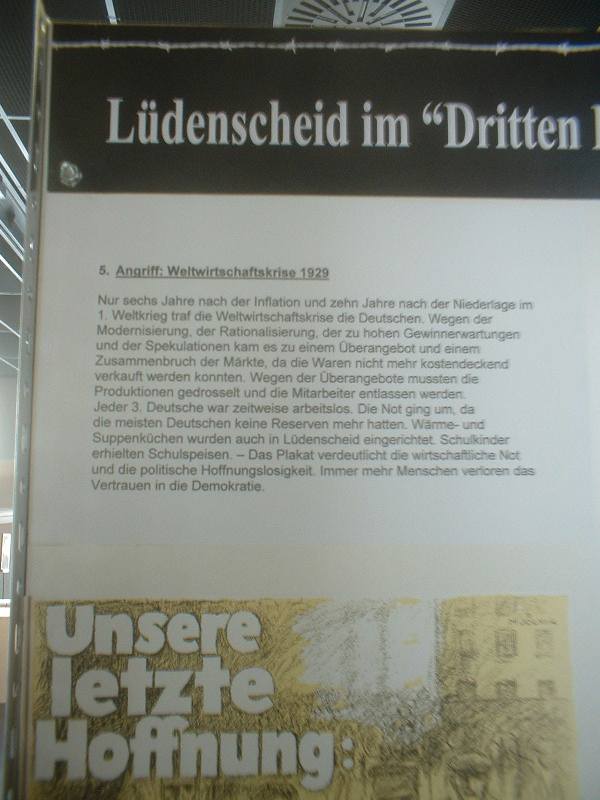 Lüdenscheid im “Dritten
5. Angriff: Weltwirtschaftskrise 1929
Nur sechs Jahre nach der Inflation und zehn Jahre nach der Niederlage im
1. Weltkrieg traf die Weltwirtschaftskrise die Deutschen. Wegen der
Modernisierung, der Rationalisierung, der zu hohen Gewinnerwartungen
und der Spekulationen kam es zu einem Überangebot und einem
Zusammenbruch der Märkte, da die Waren nicht mehr kostendeckend
verkauft werden konnten. Wegen der Überangebote mussten die
Produktionen gedrosselt und die Mitarbeiter entlassen werden.
Jeder 3. Deutsche war zeitweise arbeitslos. Die Not ging um, da
die meisten Deutschen keine Reserven mehr hatten. Wärme- und
Suppenküchen wurden auch in Lüdenscheid eingerichtet. Schulkinder
erhielten Schulspeisen. – Das Plakat verdeutlicht die wirtschaftliche Not
und die politische Hoffnungslosigkeit. Immer mehr Menschen verloren das
Vertrauen in die Demokratie.
Unsere
letzte
Hoffnung: